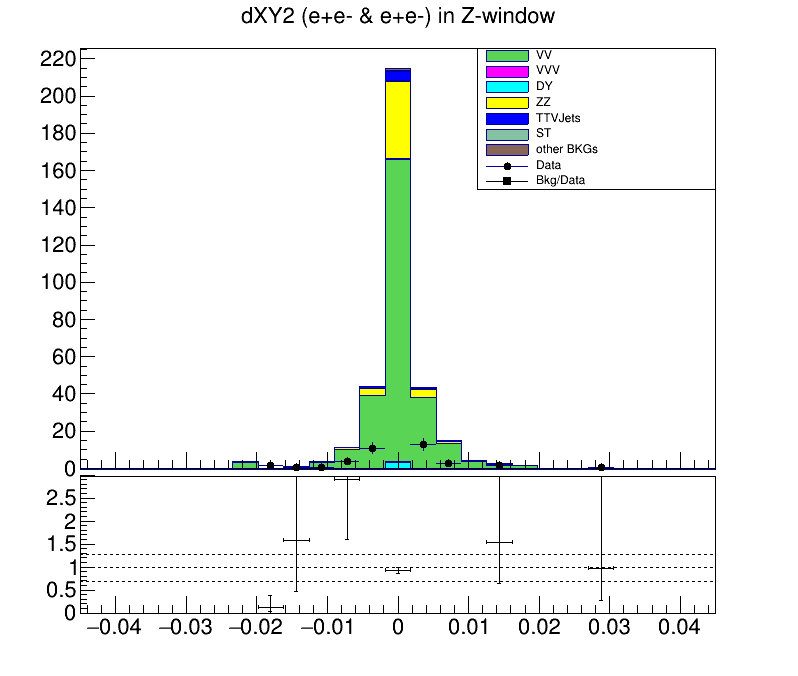 dXY2 (e+e- & e+e-) in Z-window
220
200
180
160
140
120
100
80
60
40
20
0
VV
VVV
DY
ZZ
TTVJets
ST
other BKGs
Data
Bkg/Data
2.5
2
1.5
1
0.5
0
−0.04 −0.03 −0.02 −0.01 0 0.01 0.02 0.03 0.04